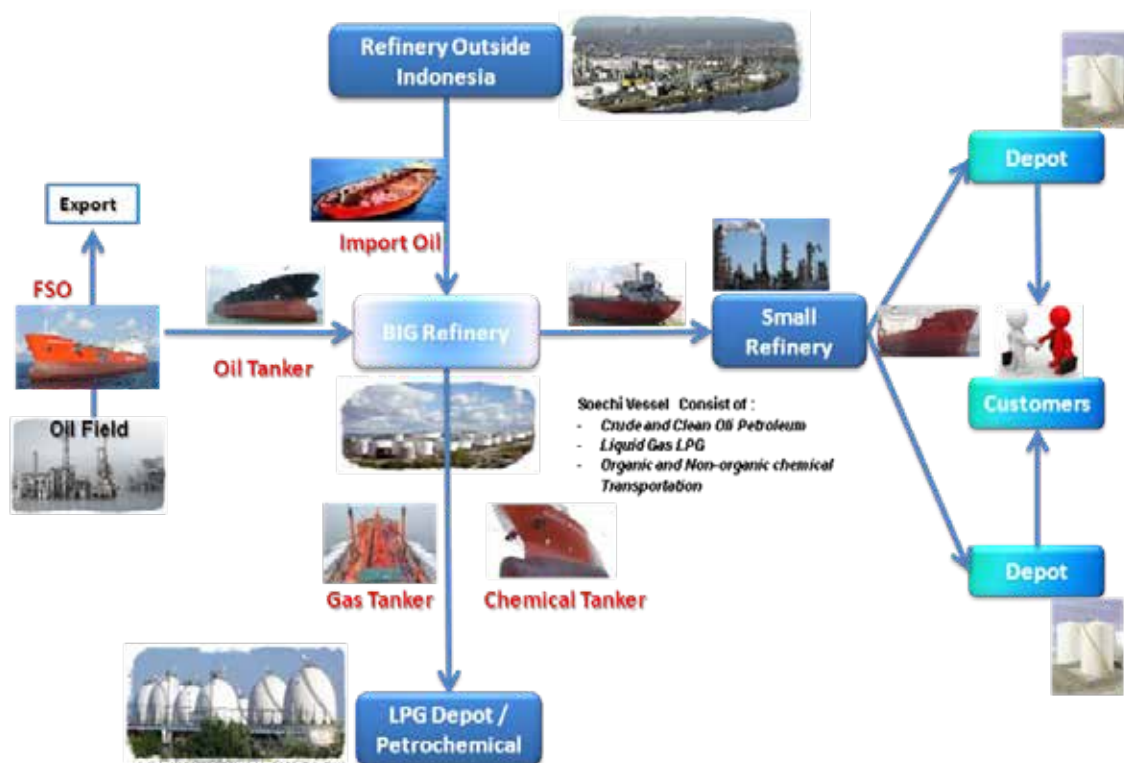 Refinery Outside
Indonesia
Depot
Export
Import Oil
FSO
BIG Refinery
Small
Refinery
Oil Tanker
Customers
Oil Field
Soechi Vessel Consist of :
- Crude and Clean Oli Petroleum
- Liquid Gas LPG
- Organic and Non-organic chemical
Transportation
Depot
Gas Tanker
Chemical Tanker
LPG Depot /
Petrochemical